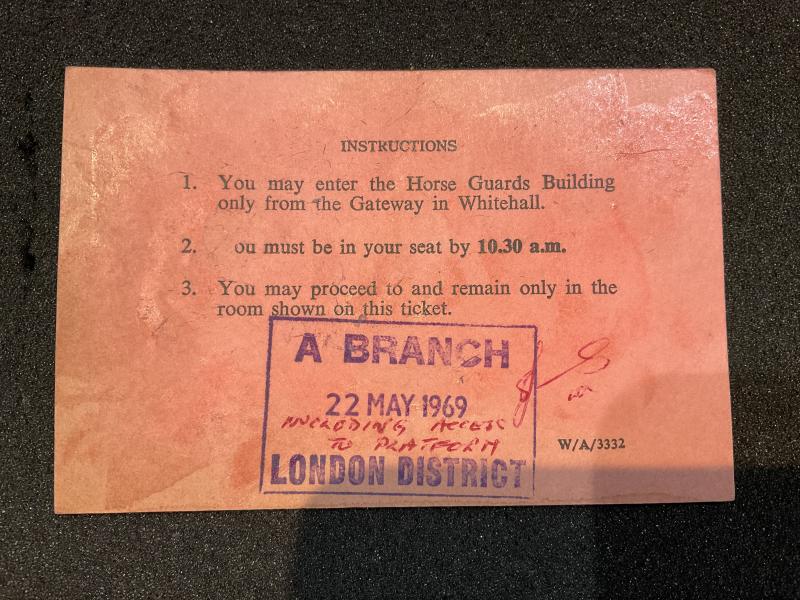 INSTRUCTIONS
1. You may enter the Horse Guards Building
only from the Gateway in Whitehall.
2. ou must be in your seat by 10.30 a.m.
3. You may proceed to and remain only in the
room shown on this ticket.
A BRANCH
22 MAY 1969
INCLUDING ACCESS
TO PLATFORM
W/A/3332
LONDON DISTRICT